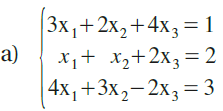 a)
3x₁+2x₂+4x₃ = 1
x₁+ x₂+2x₃ = 2
4x₁+3x₂−2x₃ = 3